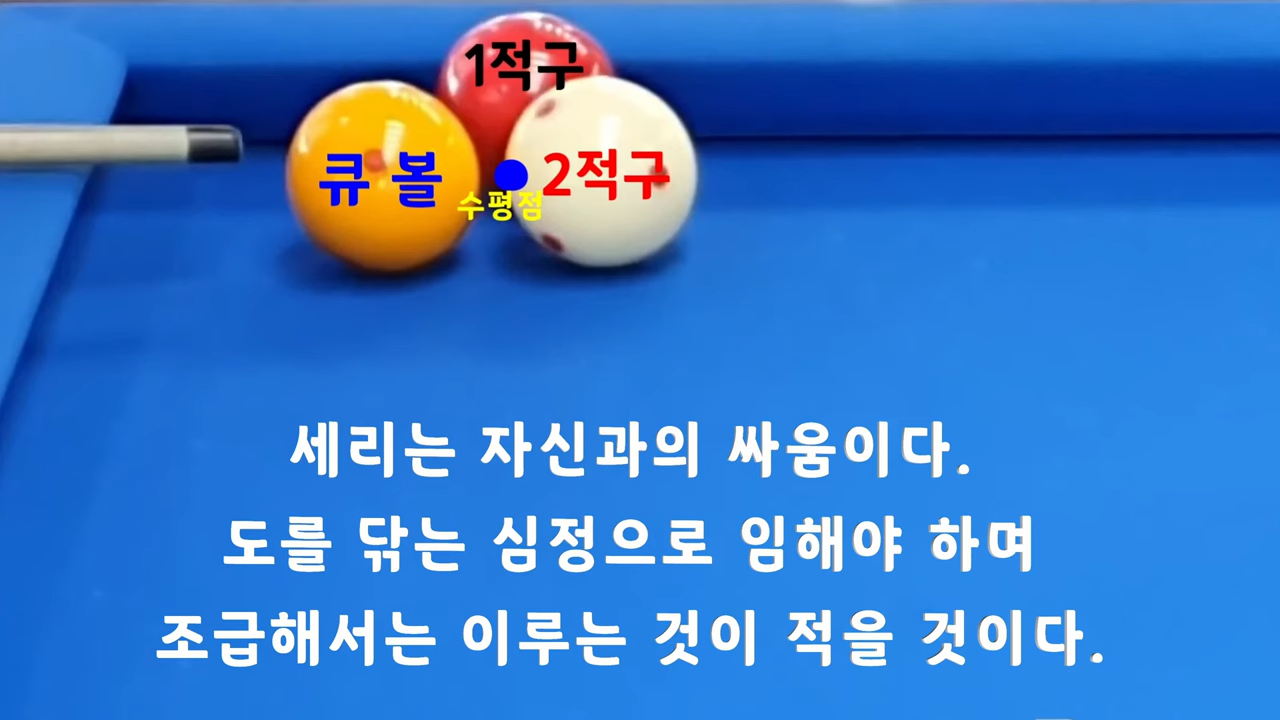 1적구
큐 볼
2적구
수평점
세리는 자신과의 싸움이다.
도를 닦는 심정으로 임해야 하며
조급해서는 이루는 것이 적을 것이다.